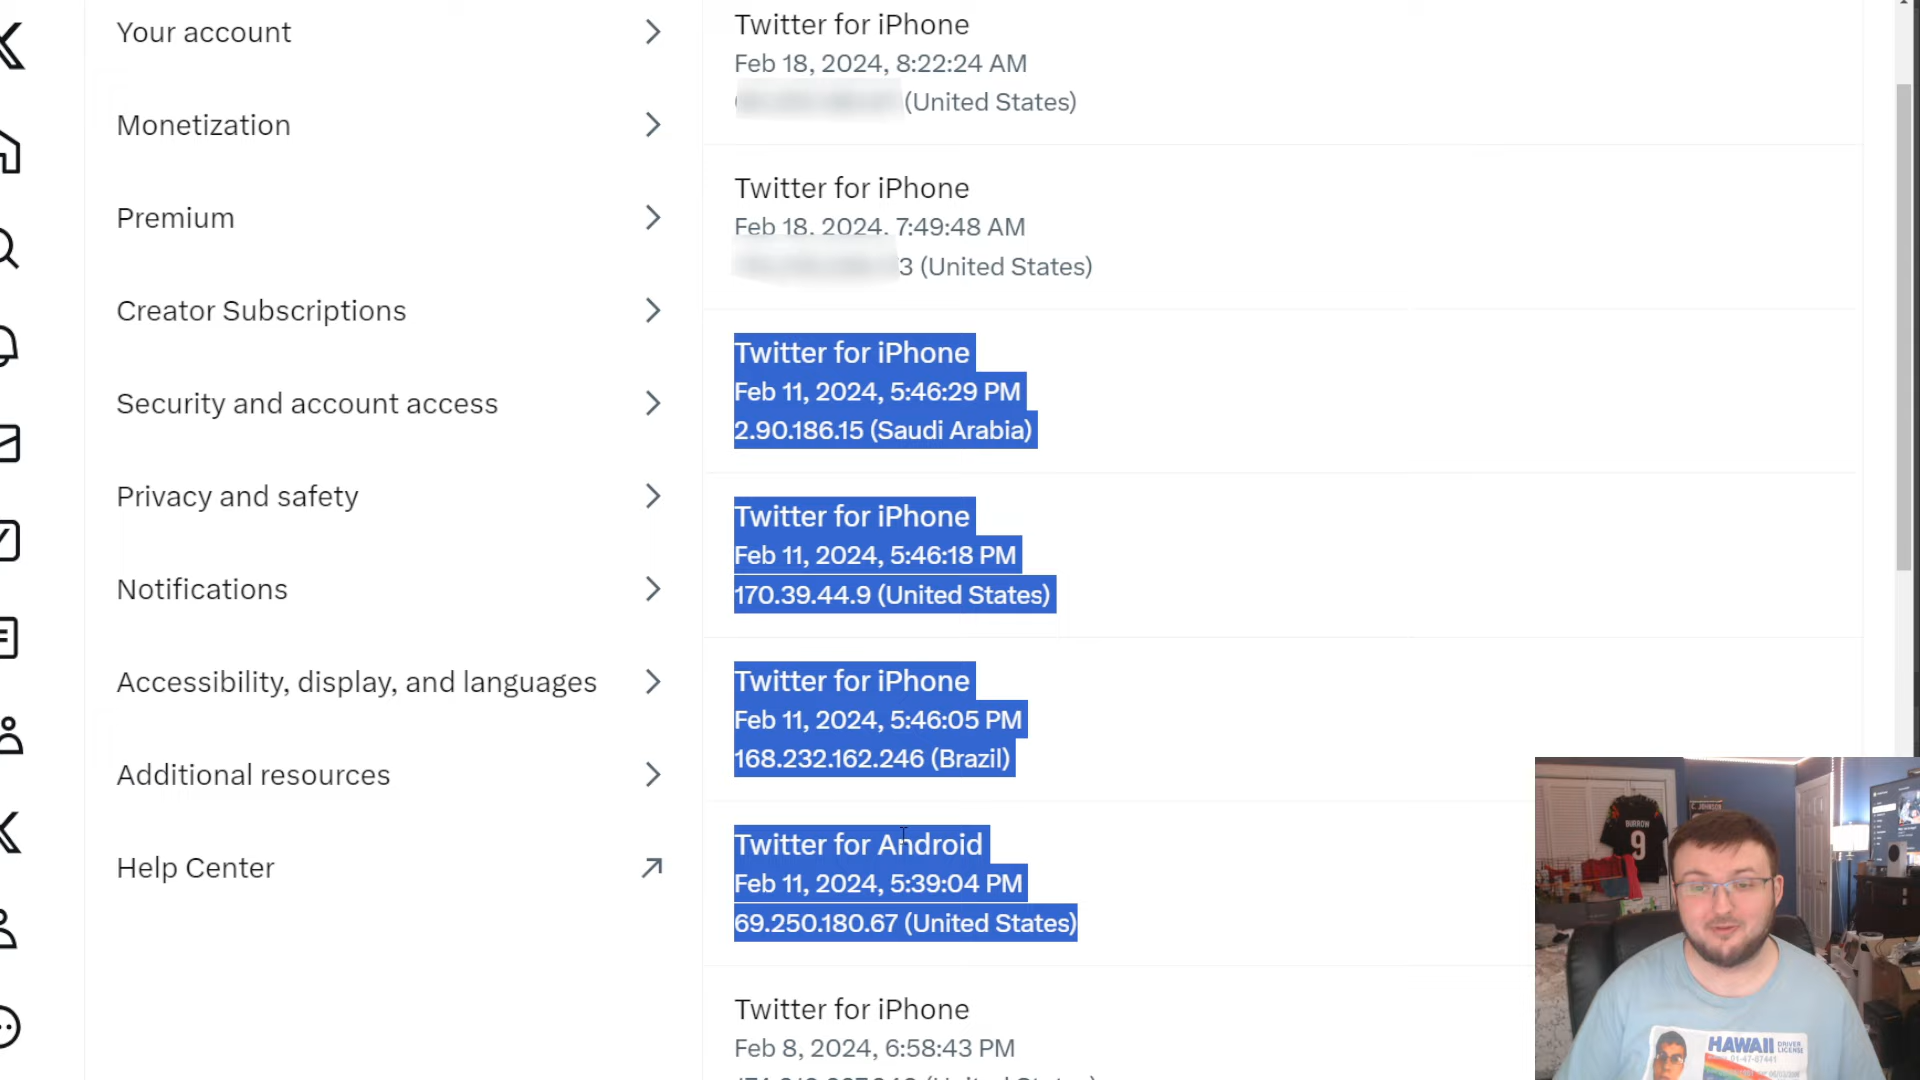 Your account
Monetization
Premium
Creator Subscriptions
Security and account access
Privacy and safety
Notifications
Accessibility, display, and languages
Additional resources
Help Center
Twitter for iPhone
Feb 18, 2024, 8:22:24 AM
(United States)
Twitter for iPhone
Feb 18, 2024, 7:49:48 AM
3 (United States)
Twitter for iPhone
Feb 11, 2024, 5:46:29 PM
2.90.186.15 (Saudi Arabia)
Twitter for iPhone
Feb 11, 2024, 5:46:18 PM
170.39.44.9 (United States)
Twitter for iPhone
Feb 11, 2024, 5:46:05 PM
168.232.162.246 (Brazil)
Twitter for Android
Feb 11, 2024, 5:39:04 PM
69.250.180.67 (United States)
Twitter for iPhone
Feb 8, 2024, 6:58:43 PM
C. JOHNSON
BURROW
9
HAWAII DRIVER LICENSE